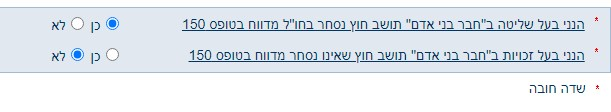 * הנני בעל שליטה ב"חבר בני אדם" תושב חוץ נסחר בחו"ל מדווח בטופס 150 כן לא
* הנני בעל זכויות ב"חבר בני אדם" תושב חוץ שאינו נסחר מדווח בטופס 150 כן לא
* שדה חובה